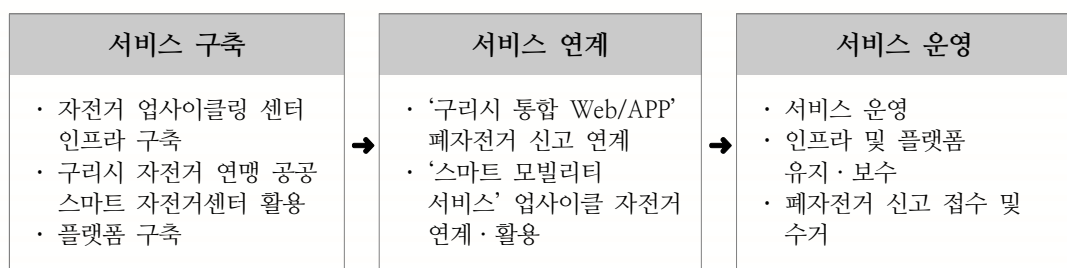 서비스 구축
· 자전거 업사이클링 센터
인프라 구축
· 구리시 자전거 연맹 공공
스마트 자전거센터 활용
· 플랫폼 구축
➜
서비스 연계
· ‘구리시 통합 Web/APP’
폐자전거 신고 연계
· ‘스마트 모빌리티
서비스’ 업사이클 자전거
연계 · 활용
➜
서비스 운영
· 서비스 운영
· 인프라 및 플랫폼
유지 · 보수
· 폐자전거 신고 접수 및
수거